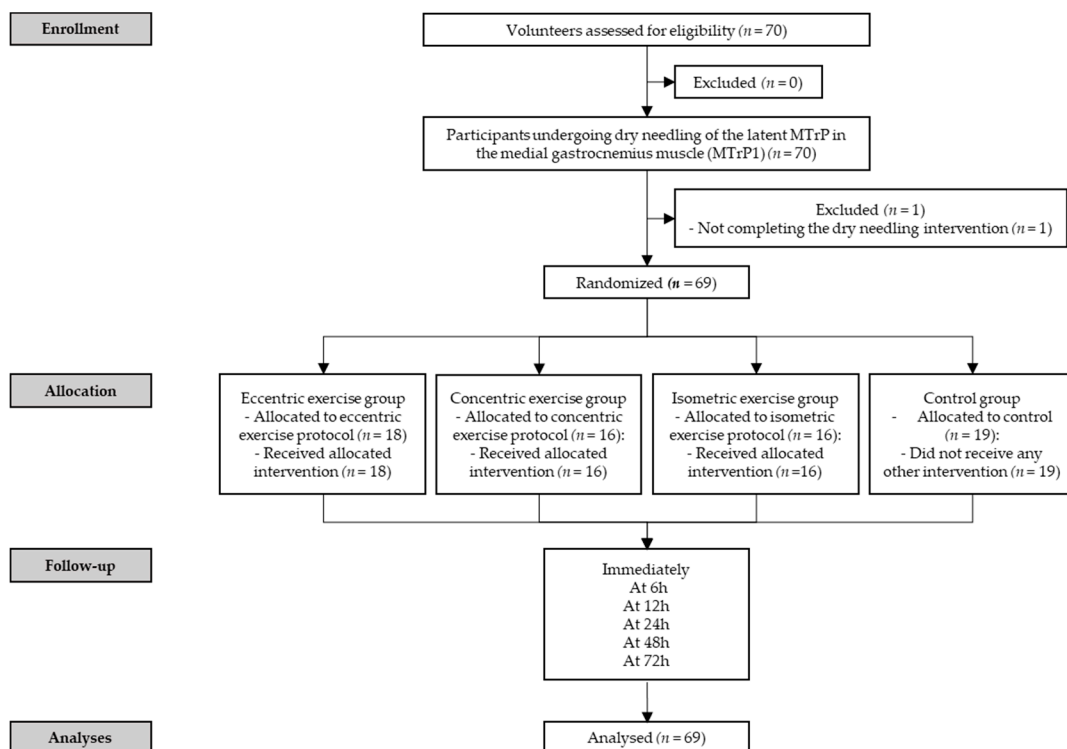 Enrollment
Volunteers assessed for eligibility (n = 70)
Excluded (n = 0)
Participants undergoing dry needling of the latent MTrP in
the medial gastrocnemius muscle (MTrP1) (n = 70)
Excluded (n = 1)
- Not completing the dry needling intervention (n = 1)
Randomized (n = 69)
Allocation
Eccentric exercise group
- Allocated to eccentric
exercise protocol (n = 18)
- Received allocated
intervention (n = 18)
Concentric exercise group
- Allocated to concentric
exercise protocol (n = 16):
- Received allocated
intervention (n = 16)
Isometric exercise group
- Allocated to isometric
exercise protocol (n = 16):
- Received allocated
intervention (n =16)
Control group
- Allocated to control
(n = 19):
- Did not receive any
other intervention (n = 19)
Follow-up
Immediately
At 6h
At 12h
At 24h
At 48h
At 72h
Analyses
Analysed (n = 69)